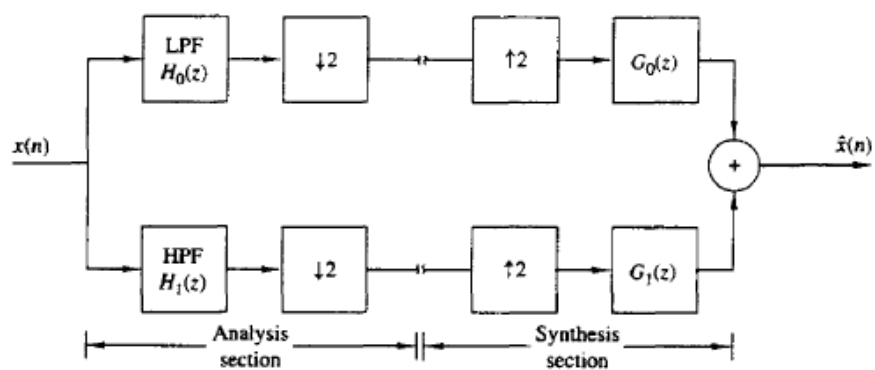 LPF
H₀(z)
↓2
↑2
G₀(z)
x(n)
x̂(n)
+
HPF
H₁(z)
↓2
↑2
G₁(z)
Analysis
section
Synthesis
section